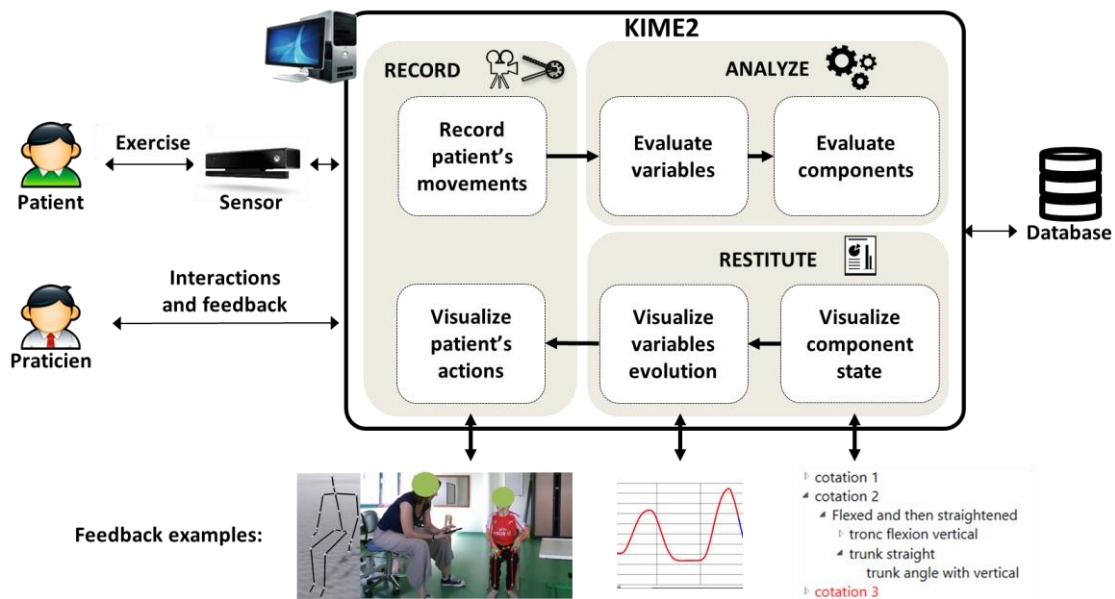 KIME2
RECORD
ANALYZE
Record
patient's
movements
Evaluate
variables
Evaluate
components
Exercise
Patient
Sensor
Database
RESTITUTE
Interactions
and feedback
Praticien
Visualize
patient's
actions
Visualize
variables
evolution
Visualize
component
state
Feedback examples:
cotation 1
cotation 2
Flexed and then straightened
tronc flexion vertical
trunk straight
trunk angle with vertical
cotation 3